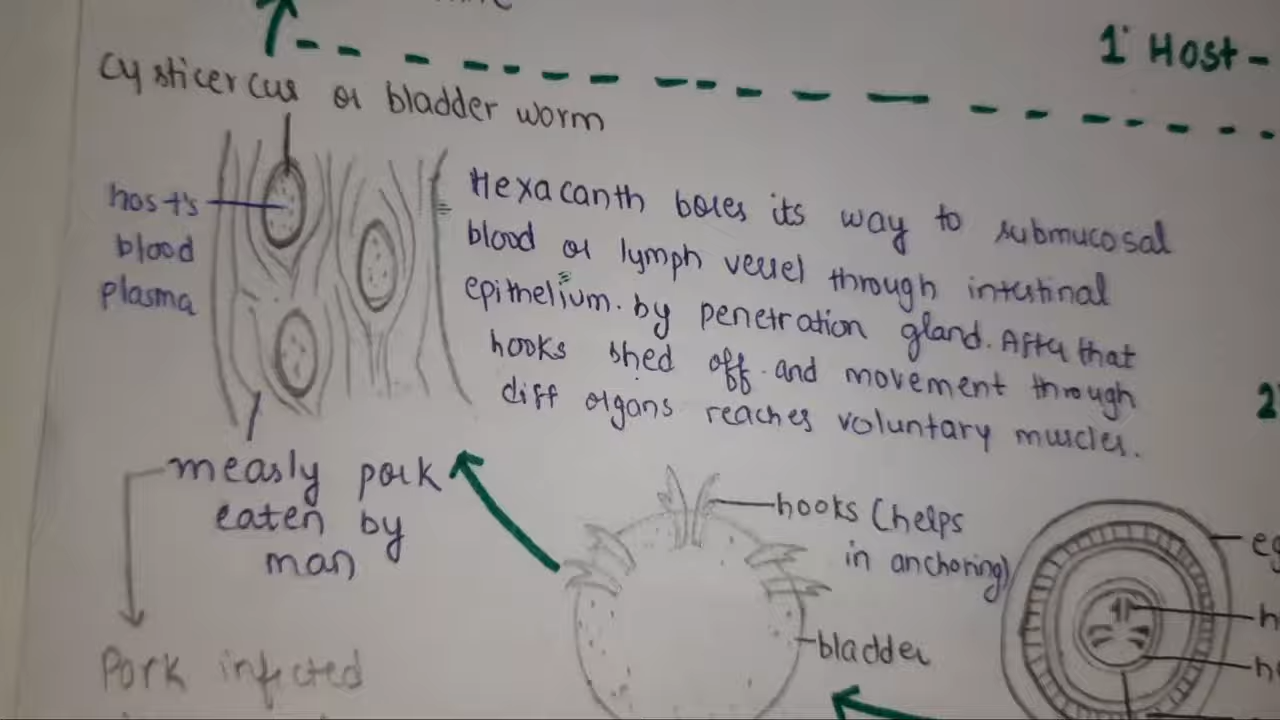 1° Host -
Cysticercus or bladder worm
host's
blood
plasma
Hexacanth bores its way to submucosal
blood or lymph vessel through intestinal
epithelium. by penetration gland. After that
hooks shed off and movement through
diff organs reaches voluntary muscles.
2
measly pork
eaten by
man
hooks (helps
in anchoring)
bladder
eg
h
Pork infected